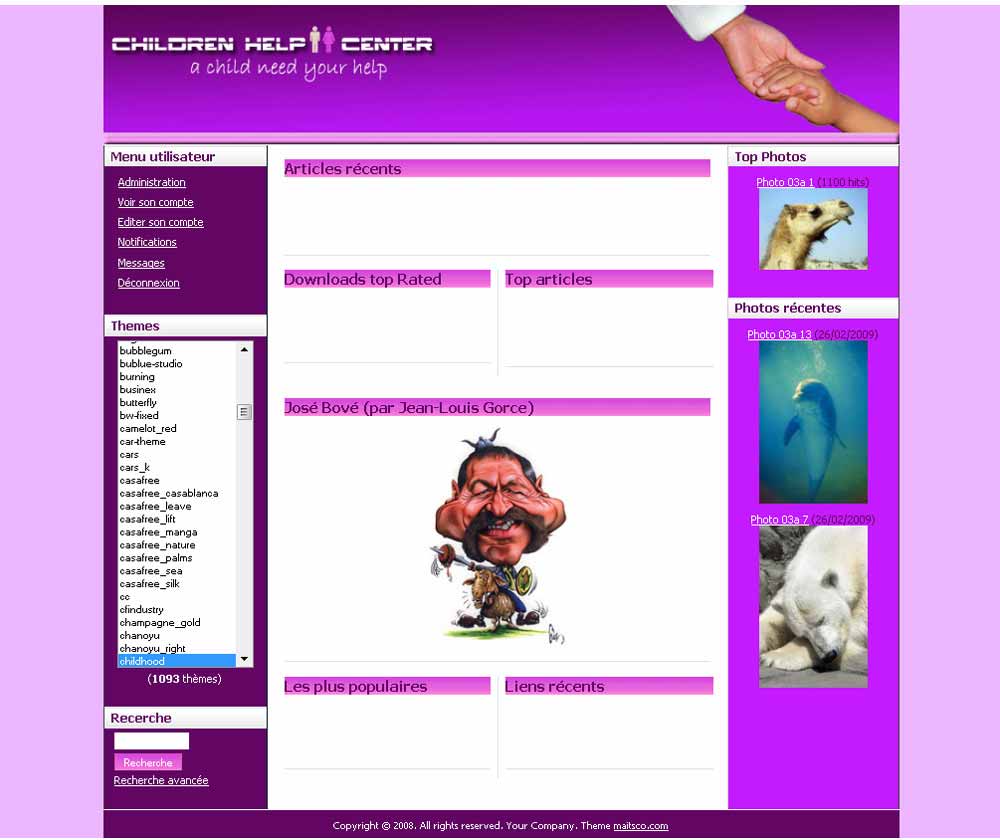 CHILDREN HELP CENTER
a child need your help
Menu utilisateur
Administration
Voir son compte
Editer son compte
Notifications
Messages
Déconnexion
Themes
bubblegum
bublue-studio
burning
businex
butterfly
bw-fixed
camelot_red
car-theme
cars
cars_k
casafree
casafree_casablanca
casafree_leave
casafree_lift
casafree_manga
casafree_nature
casafree_palms
casafree_sea
casafree_silk
cc
cfindustry
champagne_gold
chanoyu
chanoyu_right
childhood
(1093 thèmes)
Recerche
Recherche
Recherche avancée
Articles récents
Downloads top Rated
Top articles
José Bové (par Jean-Louis Gorce)
Les plus populaires
Liens récents
Top Photos
Photo 03a 1 (1100 hits)
Photos récentes
Photo 03a 13 (26/02/2009)
Photo 03a 7 (26/02/2009)
Copyright © 2008. All rights reserved. Your Company. Theme maitsco.com